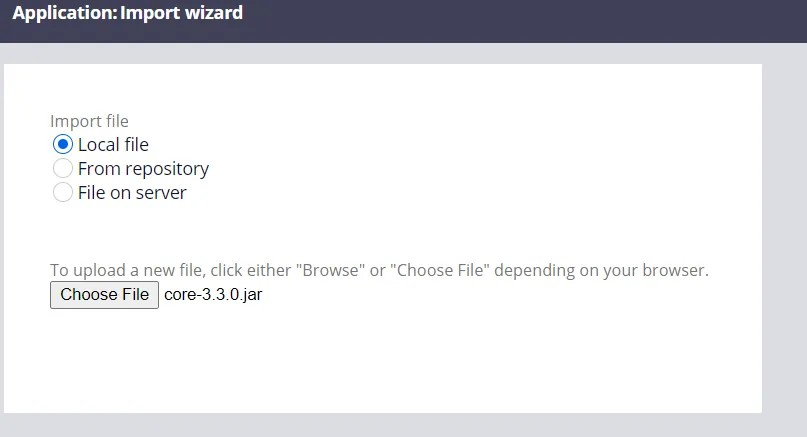 Application: Import wizard
Import file
Local file
From repository
File on server
To upload a new file, click either "Browse" or "Choose File" depending on your browser.
Choose File core-3.3.0.jar